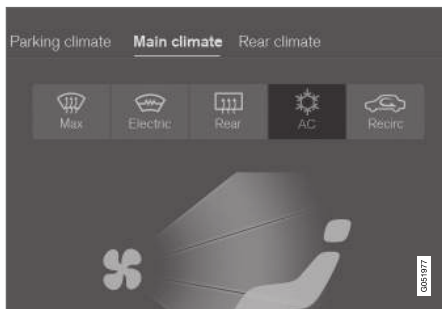 Parking climate Main climate Rear climate
Max Electric Rear AC Recirc
G051977